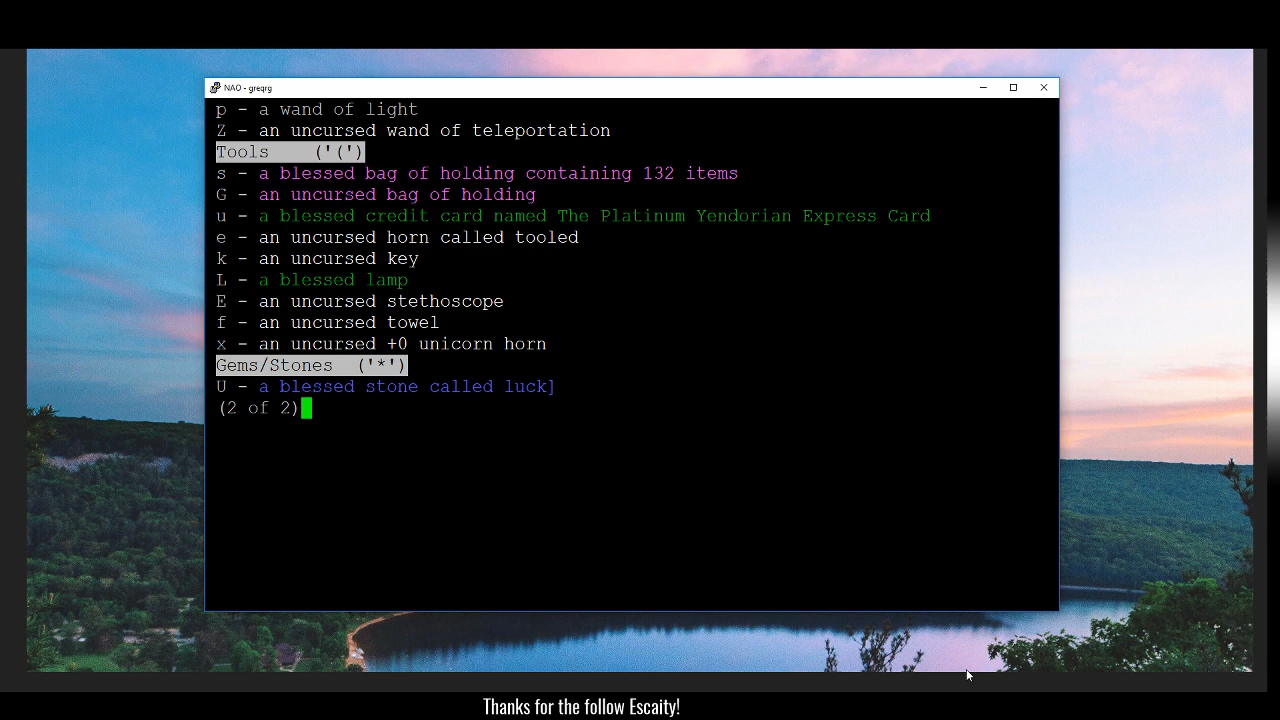 NAO - greqrg
p - a wand of light
Z - an uncursed wand of teleportation
Tools    ('(')
s - a blessed bag of holding containing 132 items
G - an uncursed bag of holding
u - a blessed credit card named The Platinum Yendorian Express Card
e - an uncursed horn called tooled
k - an uncursed key
L - a blessed lamp
E - an uncursed stethoscope
f - an uncursed towel
x - an uncursed +0 unicorn horn
Gems/Stones  ('*')
U - a blessed stone called luck]
(2 of 2)
Thanks for the follow Escaity!